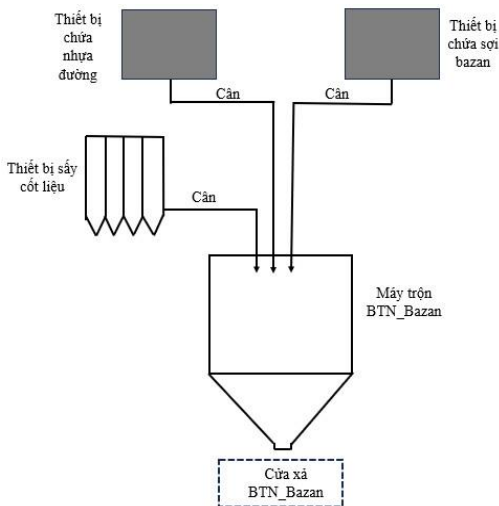 Thiết bị
chứa
nhựa
đường
Thiết bị
chứa sợi
bazan
Cân
Cân
Thiết bị sấy
cốt liệu
Cân
Máy trộn
BTN_Bazan
Cửa xả
BTN_Bazan